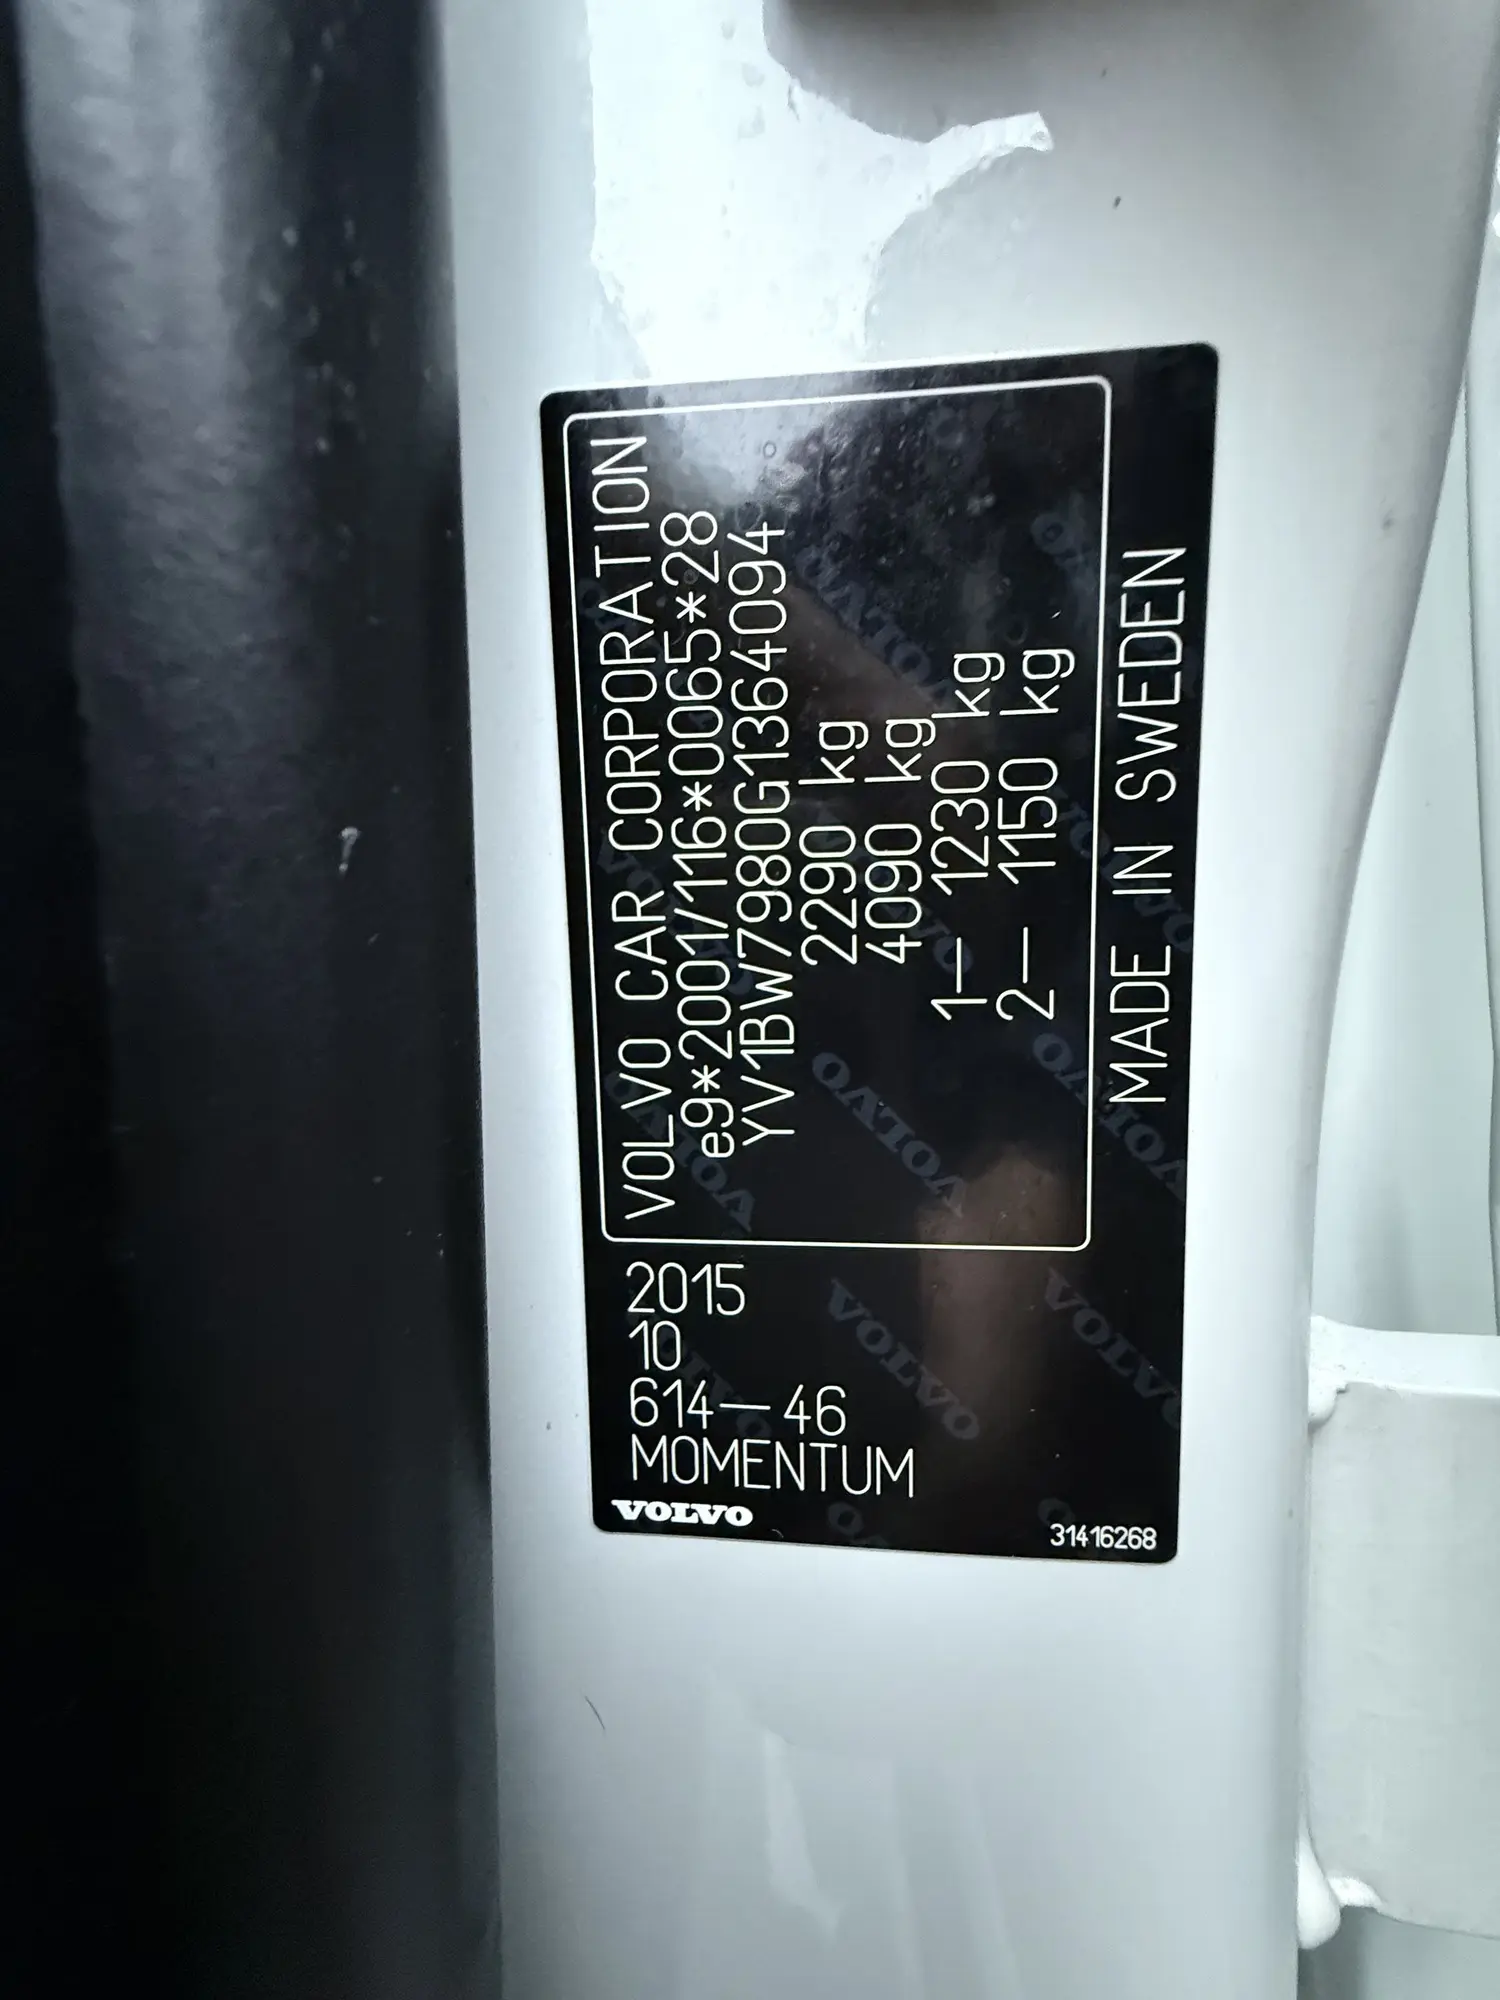 VOLVO CAR CORPORATION
e9*2001/116*0065*28
YV1BW7980G1364094
2290 kg
4090 kg
1— 1230 kg
2— 1150 kg
MADE IN SWEDEN
2015
10
614—46
MOMENTUM
VOLVO
31416268